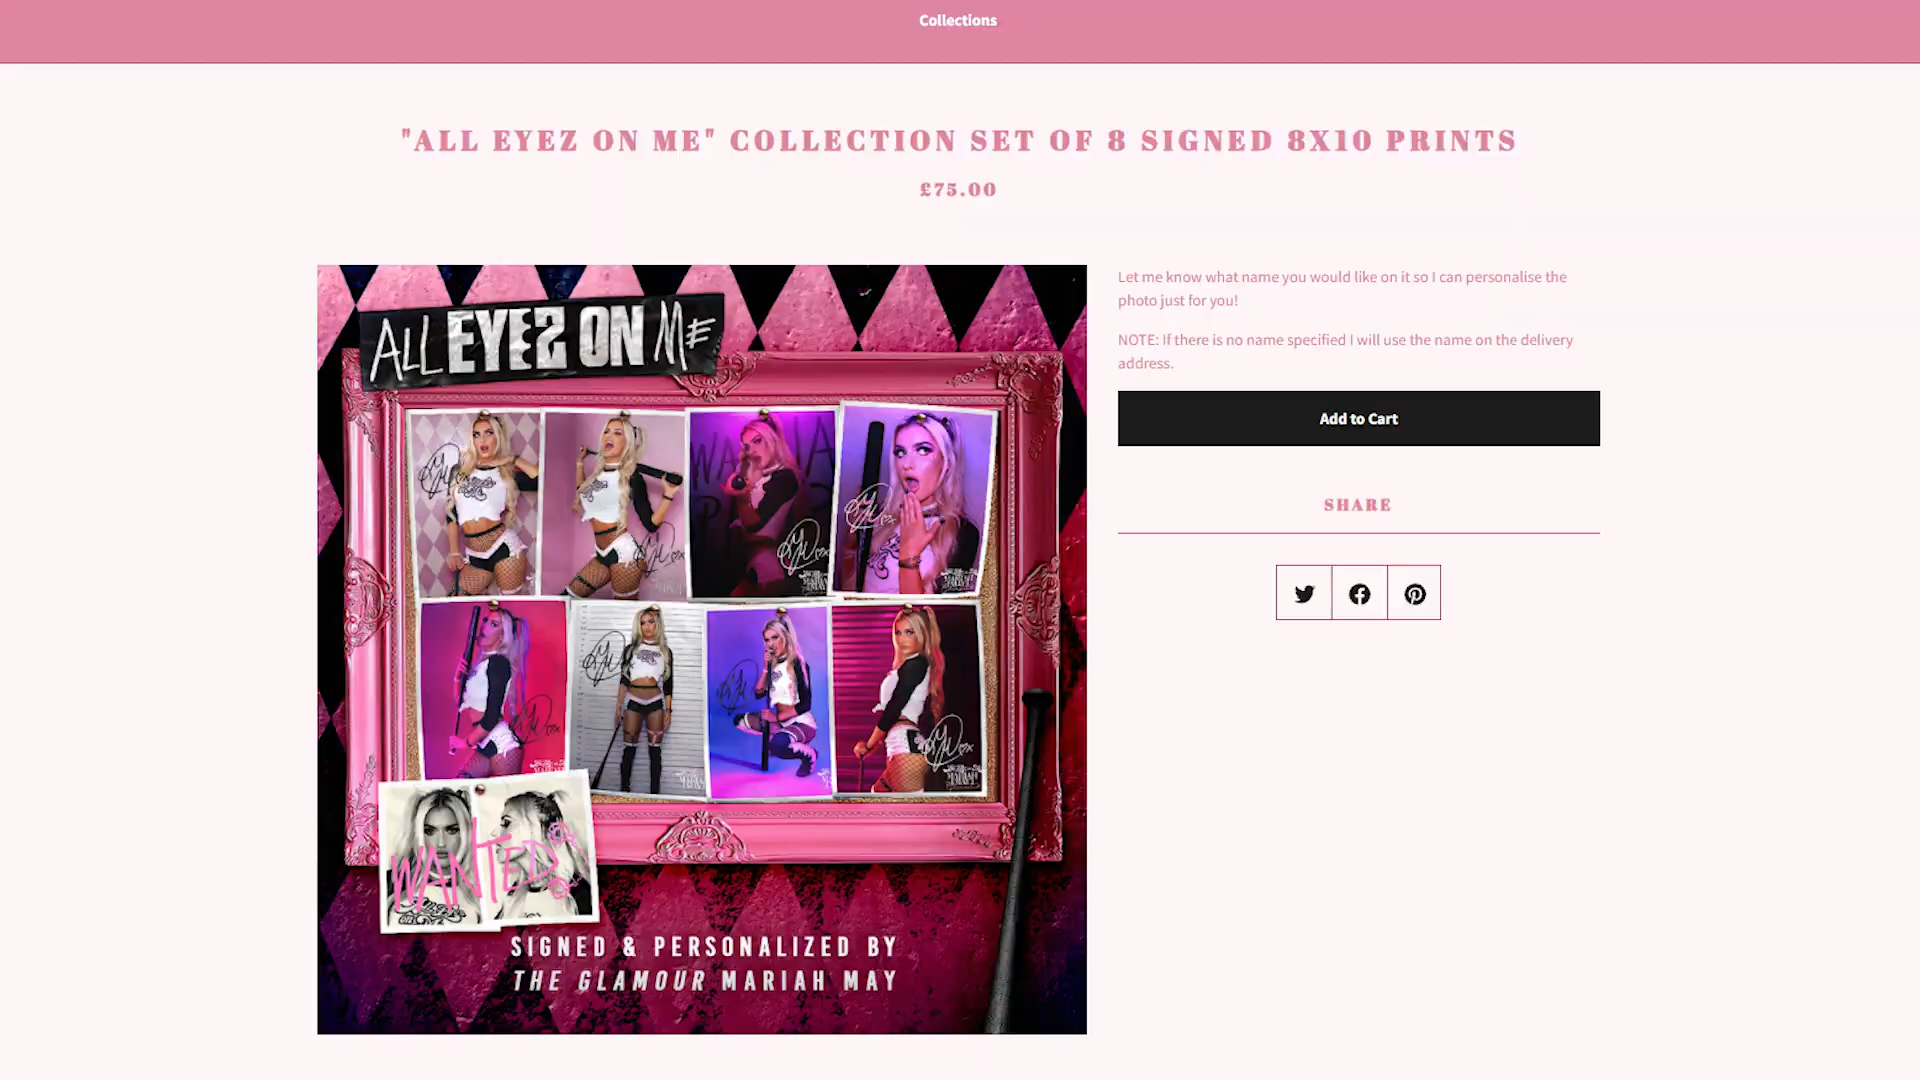 Collections
"ALL EYEZ ON ME" COLLECTION SET OF 8 SIGNED 8X10 PRINTS
£75.00
Let me know what name you would like on it so I can personalise the
photo just for you!
NOTE: If there is no name specified I will use the name on the delivery
address.
Add to Cart
SHARE
ALL EYEZ ON ME
WANTED
SIGNED & PERSONALIZED BY
THE GLAMOUR MARIAH MAY